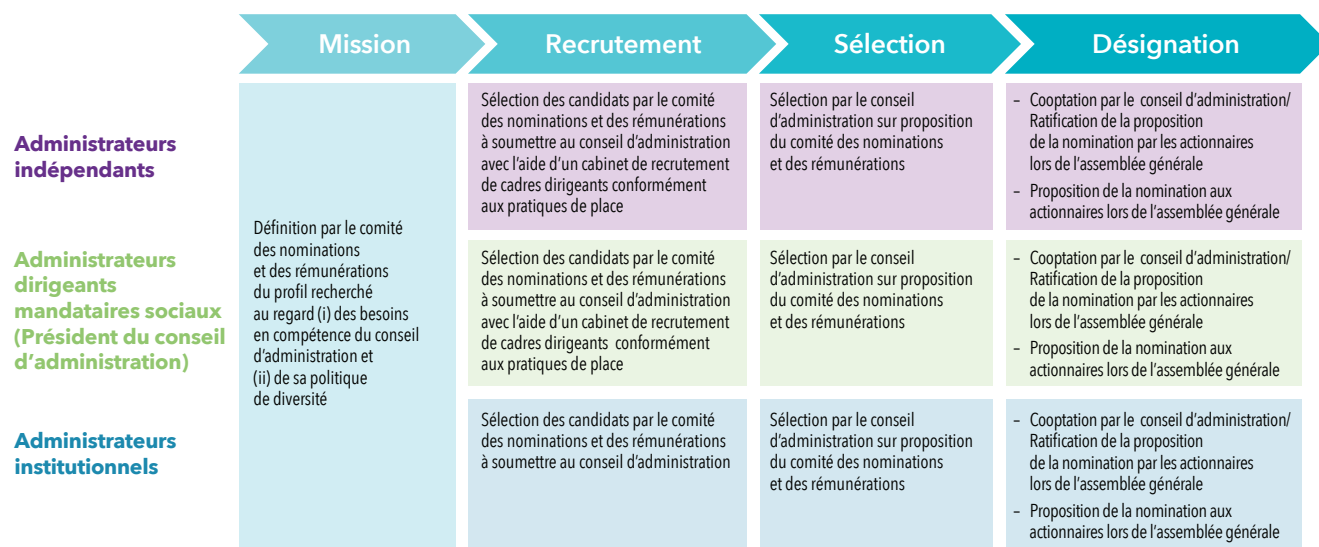 Mission
Recrutement
Sélection
Désignation
Administrateurs
indépendants
Définition par le comité
des nominations
et des rémunérations
du profil recherché
au regard (i) des besoins
en compétence du conseil
d'administration et
(ii) de sa politique
de diversité
Sélection des candidats par le comité
des nominations et des rémunérations
à soumettre au conseil d'administration
avec l'aide d'un cabinet de recrutement
de cadres dirigeants conformément
aux pratiques de place
Sélection par le conseil
d'administration sur proposition
du comité des nominations
et des rémunérations
– Cooptation par le conseil d'administration/
Ratification de la proposition
de la nomination par les actionnaires
lors de l'assemblée générale
– Proposition de la nomination aux
actionnaires lors de l'assemblée générale
Administrateurs
dirigeants
mandataires sociaux
(Président du conseil
d'administration)
Sélection des candidats par le comité
des nominations et des rémunérations
à soumettre au conseil d'administration
avec l'aide d'un cabinet de recrutement
de cadres dirigeants conformément
aux pratiques de place
Sélection par le conseil
d'administration sur proposition
du comité des nominations
et des rémunérations
– Cooptation par le conseil d'administration/
Ratification de la proposition
de la nomination par les actionnaires
lors de l'assemblée générale
– Proposition de la nomination aux
actionnaires lors de l'assemblée générale
Administrateurs
institutionnels
Sélection des candidats par le comité
des nominations et des rémunérations
à soumettre au conseil d'administration
Sélection par le conseil
d'administration sur proposition
du comité des nominations
et des rémunérations
– Cooptation par le conseil d'administration/
Ratification de la proposition
de la nomination par les actionnaires
lors de l'assemblée générale
– Proposition de la nomination aux
actionnaires lors de l'assemblée générale